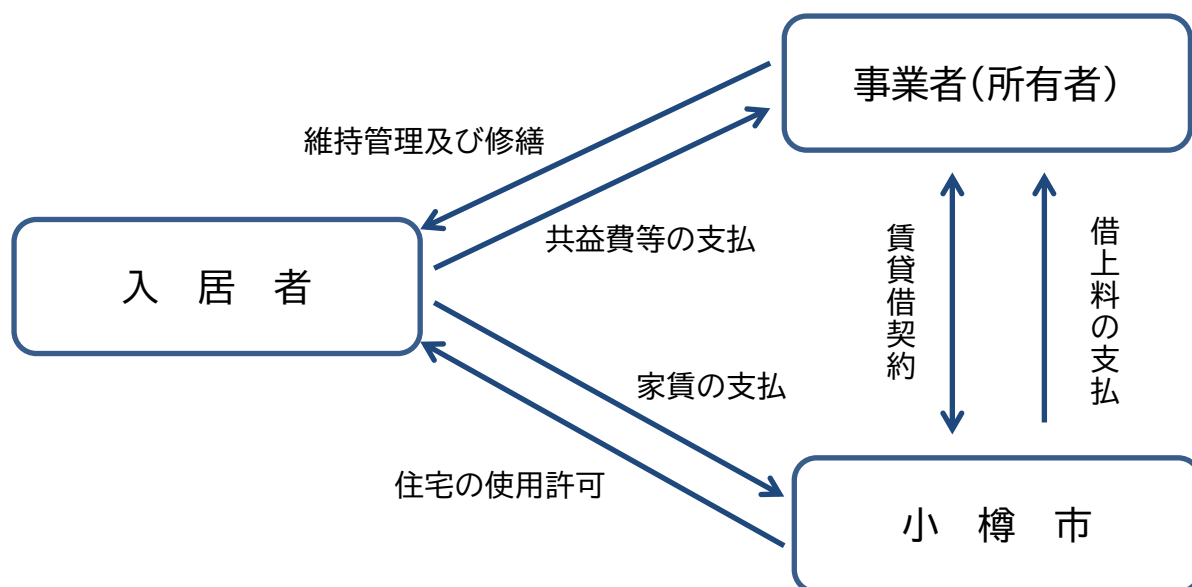 事業者(所有者)
維持管理及び修繕
共益費等の支払
入 居 者
賃貸借契約
借上料の支払
家賃の支払
住宅の使用許可
小 樽 市